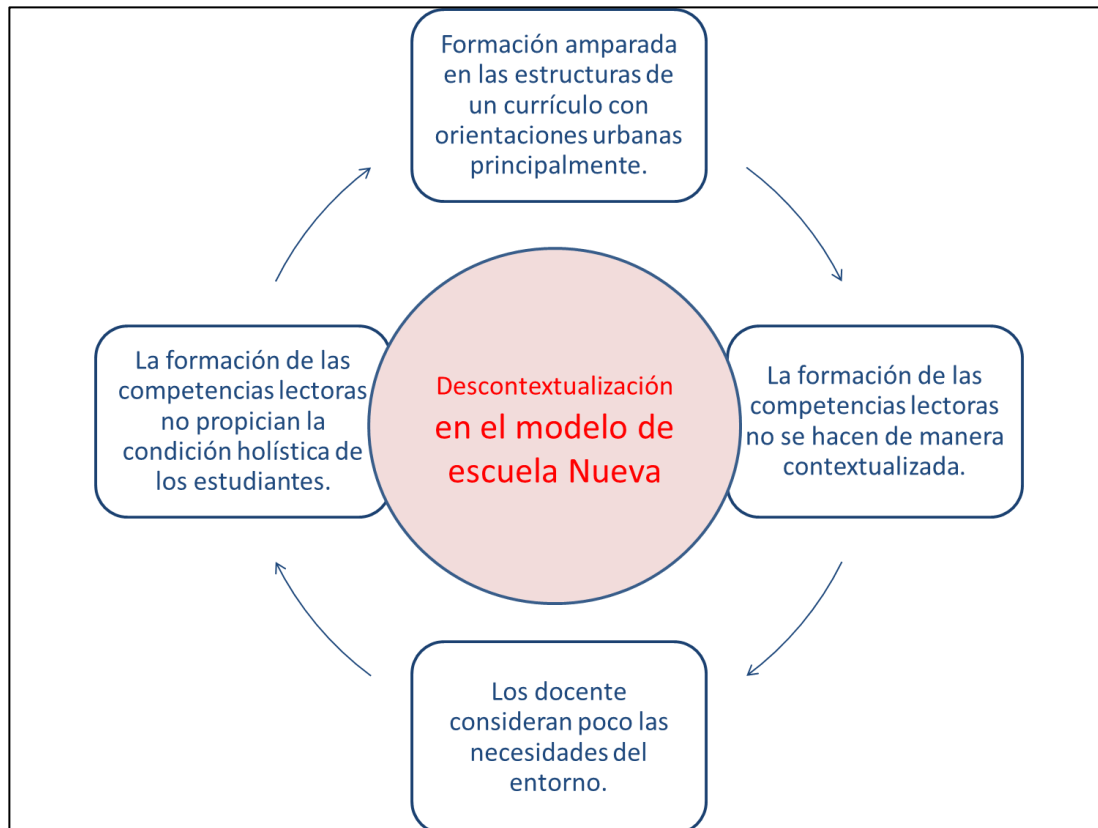 Formación amparada
en las estructuras de
un currículo con
orientaciones urbanas
principalmente.
La formación de las
competencias lectoras
no propician la
condición holística de
los estudiantes.
Descontextualización
en el modelo de
escuela Nueva
La formación de las
competencias lectoras
no se hacen de manera
contextualizada.
Los docente
consideran poco las
necesidades del
entorno.